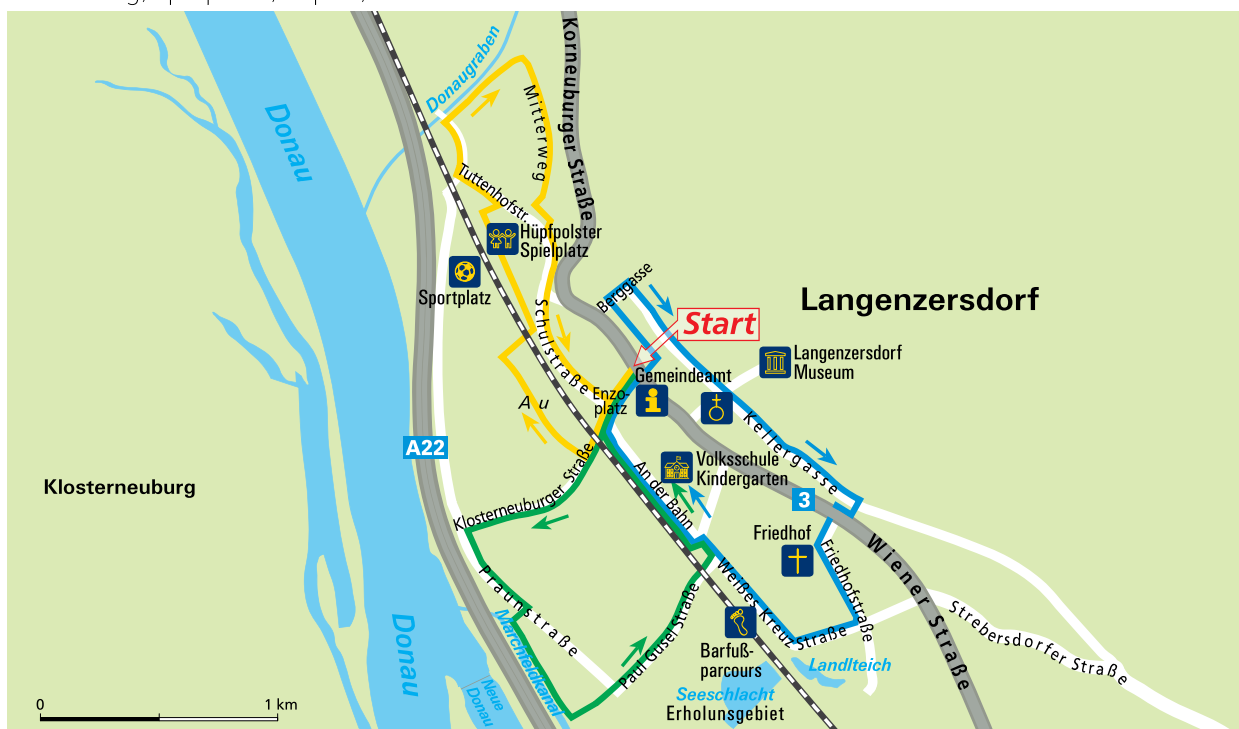 Donaugraben
Korneuburger Straße
Mitterweg
Donau
Tuttenhofstr.
Hüpfpolster
Spielplatz
Sportplatz
Berggasse
Langenzersdorf
Start
Schulstraße
Langenzersdorf
Museum
Gemeindeamt
Enzo-
platz
Au
Kellergasse
A22
Volksschule
Kindergarten
An der Bahn
Klosterneuburg
3
Klosterneuburger Straße
Friedhof
Wiener Straße
Friedhofstraße
Weißes Kreuz-Straße
Praunstraße
Paul Gusel Straße
Strebersdorfer Straße
Marchfeldkanal
Donau
Barfuß-
parcours
Landlteich
Neue
Donau
Seeschlacht
Erholunsgebiet
0
1 km